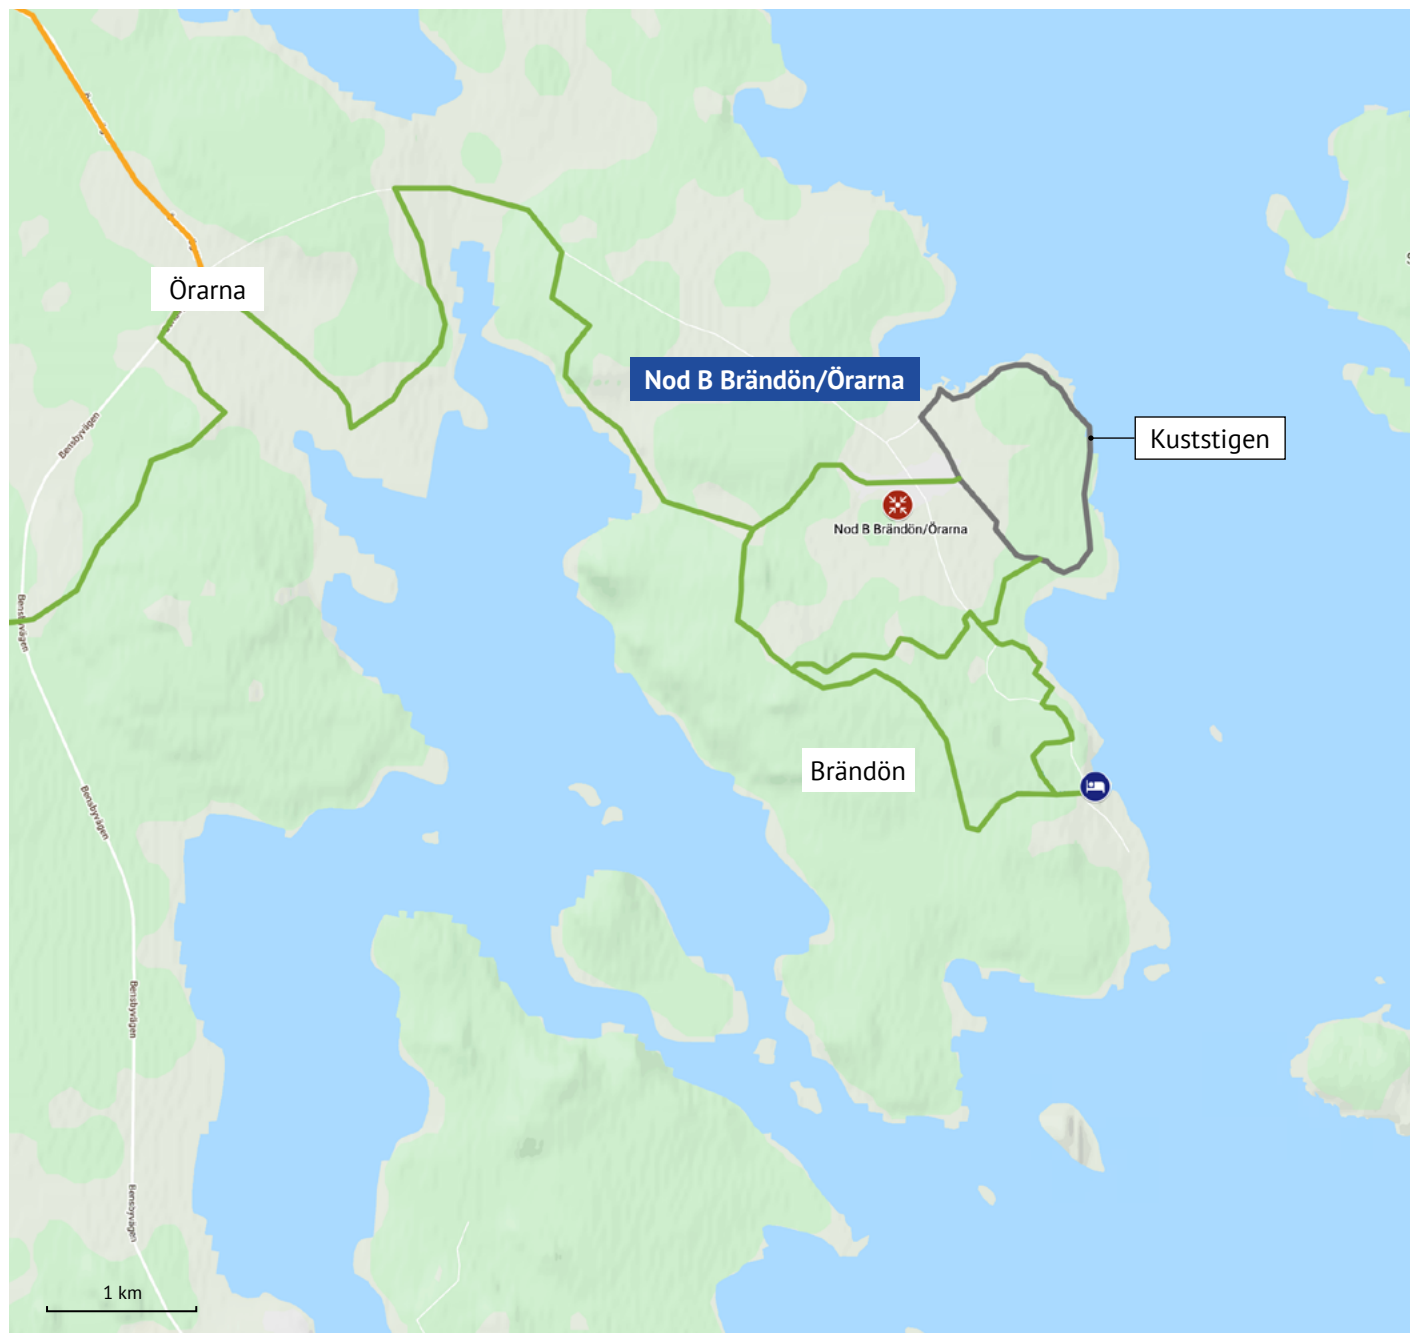 Örarna
Nod B Brändön/Örarna
Kuststigen
Bensbyvägen
Nod B Brändön/Örarna
Bensbyvägen
Brändön
Bensbyvägen
Bensbyvägen
Bensbyvägen
1 km